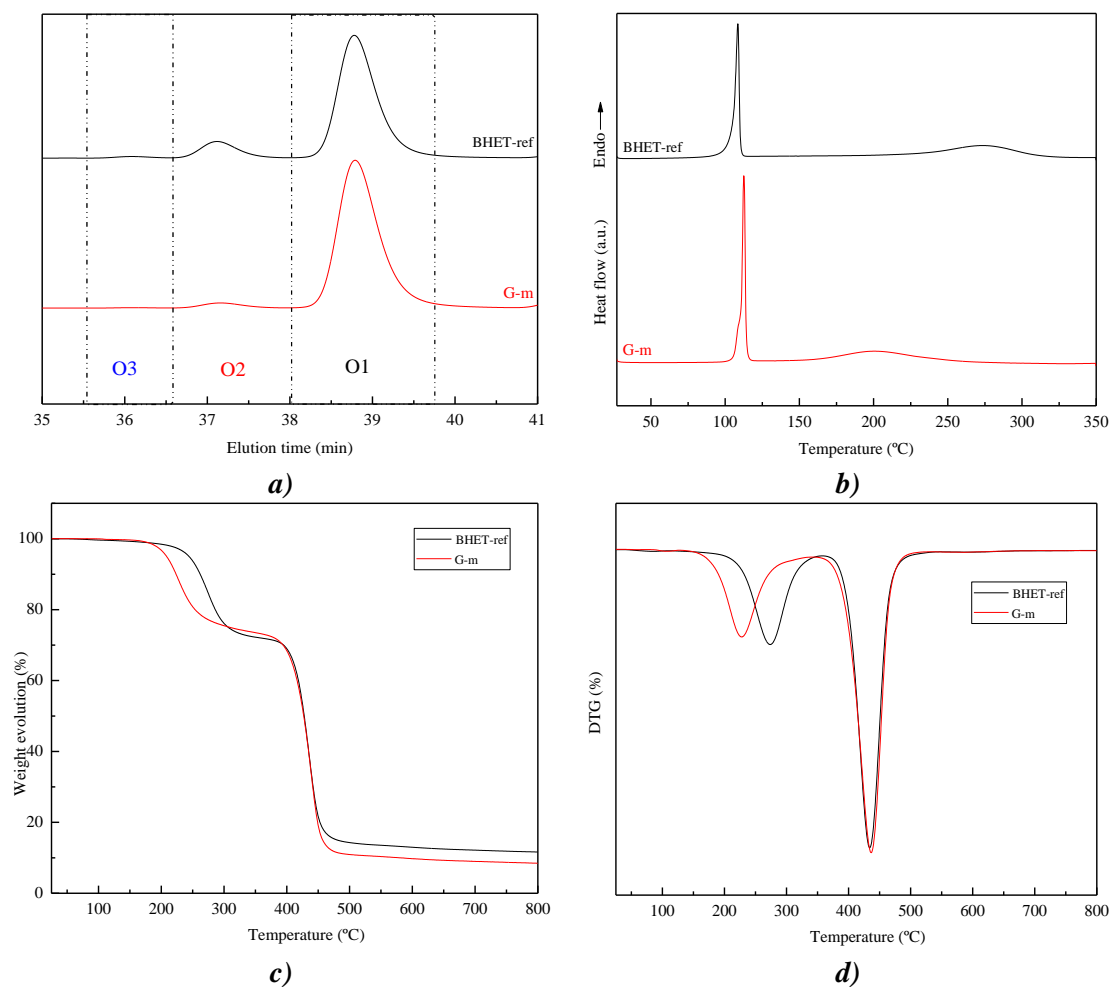 BHET-ref
G-m
O3
O2
O1
35
36
37
38
39
40
41
Elution time (min)
a)
Heat flow (a.u.)
Endo
BHET-ref
G-m
50
100
150
200
250
300
350
Temperature (ºC)
b)
Weight evolution (%)
100
80
60
40
20
0
BHET-ref
G-m
100
200
300
400
500
600
700
800
Temperature (ºC)
c)
DTG (%)
BHET-ref
G-m
100
200
300
400
500
600
700
800
Temperature (ºC)
d)